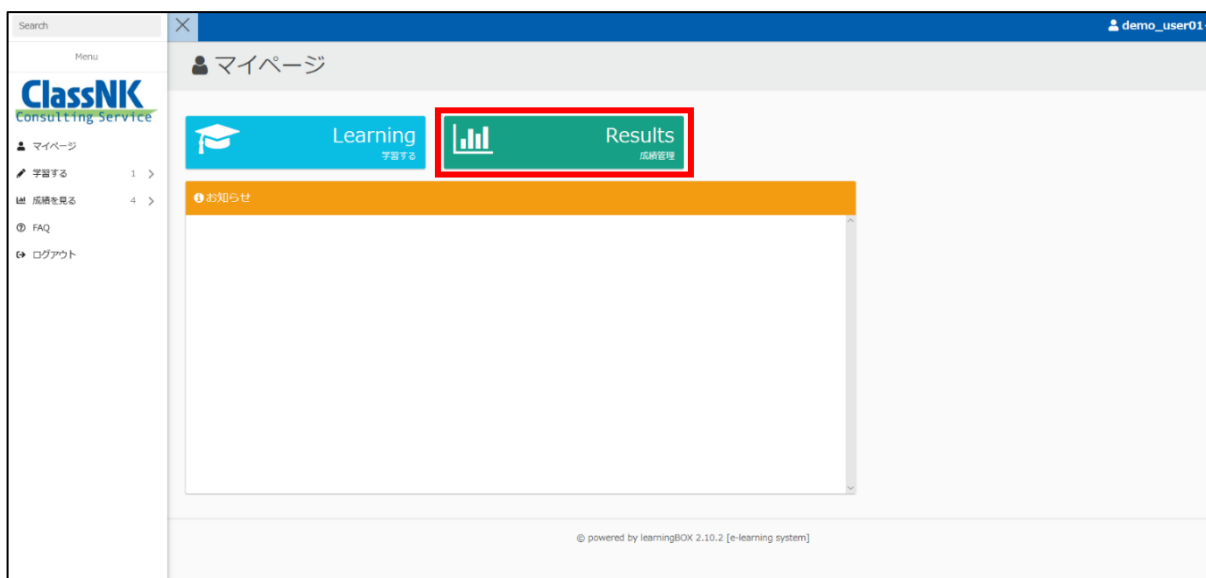 Search
Menu
ClassNK
Consulting Service
マイページ
学習する 1
成績を見る 4
FAQ
ログアウト
demo_user01
マイページ
Learning
学習する
Results
成績管理
お知らせ
© powered by learningBOX 2.10.2 [e-learning system]